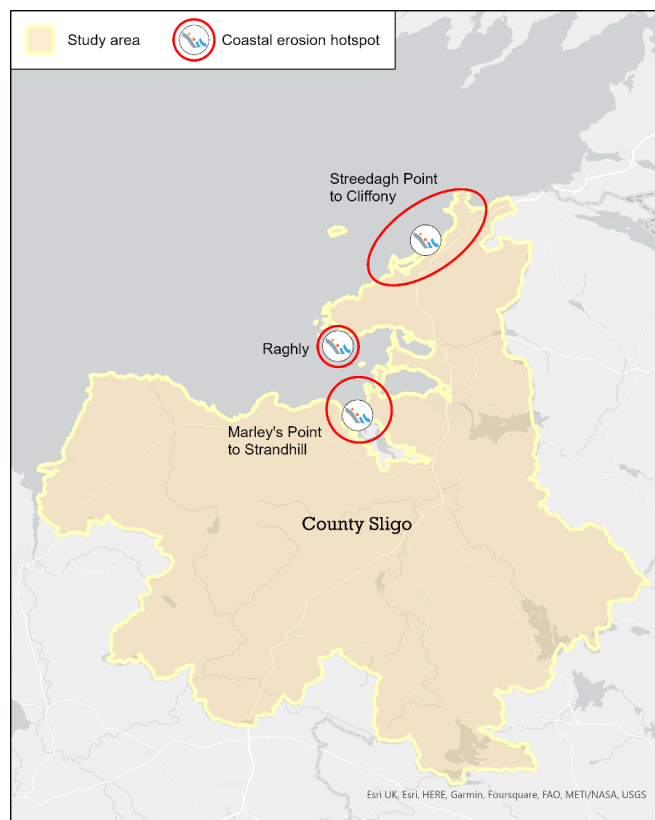 Study area
Coastal erosion hotspot
Streedagh Point
to Cliffony
Raghly
Marley's Point
to Strandhill
County Sligo
Esri UK, Esri, HERE, Garmin, Foursquare, FAO, METI/NASA, USGS